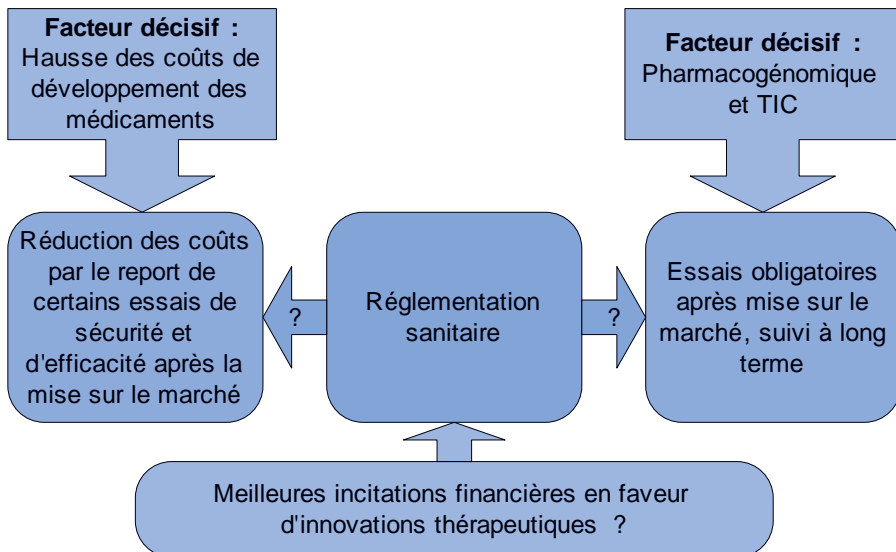 Facteur décisif :
Hausse des coûts de
développement des
médicaments
Facteur décisif :
Pharmacogénomique
et TIC
Réduction des coûts
par le report de
certains essais de
sécurité et
d'efficacité après la
mise sur le marché
?
Réglementation
sanitaire
?
Essais obligatoires
après mise sur le
marché, suivi à long
terme
Meilleures incitations financières en faveur
d'innovations thérapeutiques ?